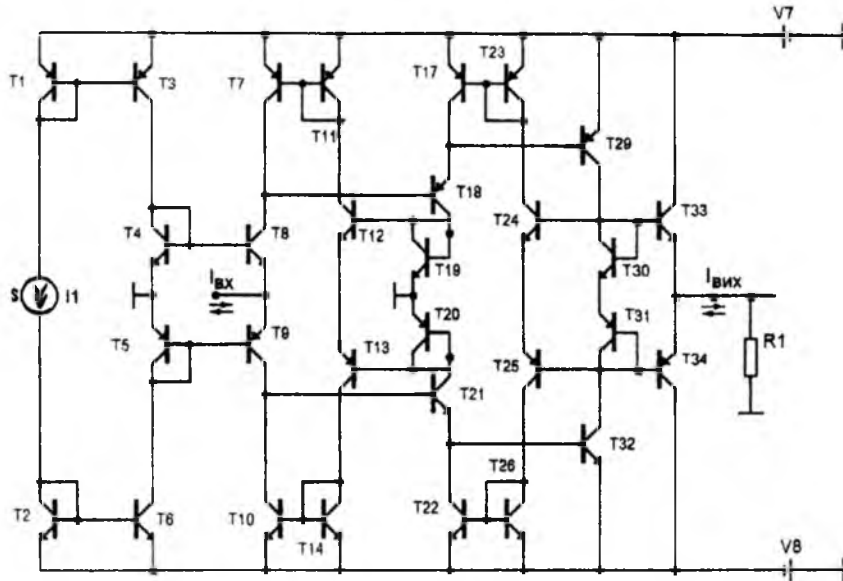 V7
T1
T3
T7
T11
T17
T23
T29
T18
T4
T8
T12
T24
T33
T19
T30
S
I1
Iвх
Iвих
T5
T9
T20
T31
T13
T25
T34
R1
T21
T32
T26
T2
T6
T10
T14
T22
V8